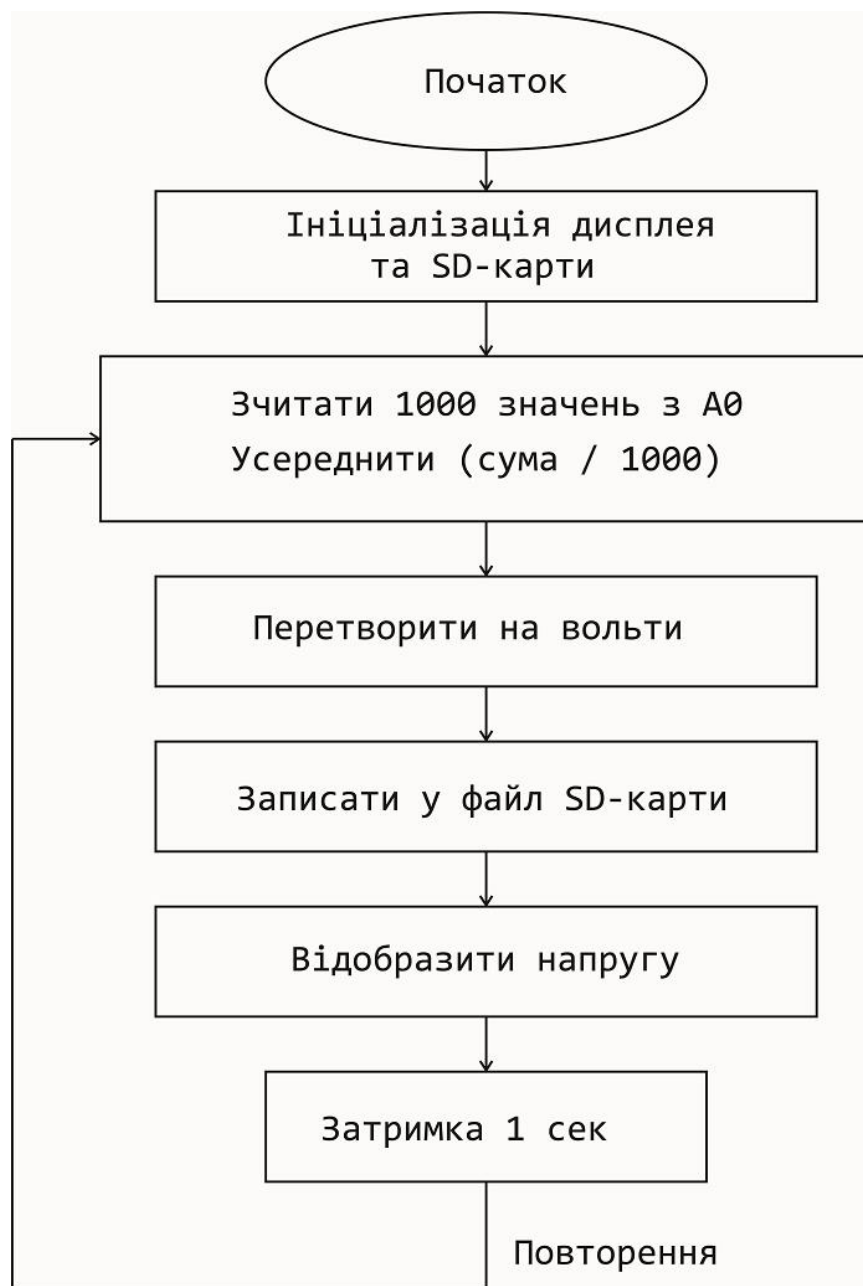 Початок
Ініціалізація дисплея
та SD-карти
Зчитати 1000 значень з A0
Усереднити (сума / 1000)
Перетворити на вольти
Записати у файл SD-карти
Відобразити напругу
Затримка 1 сек
Повторення